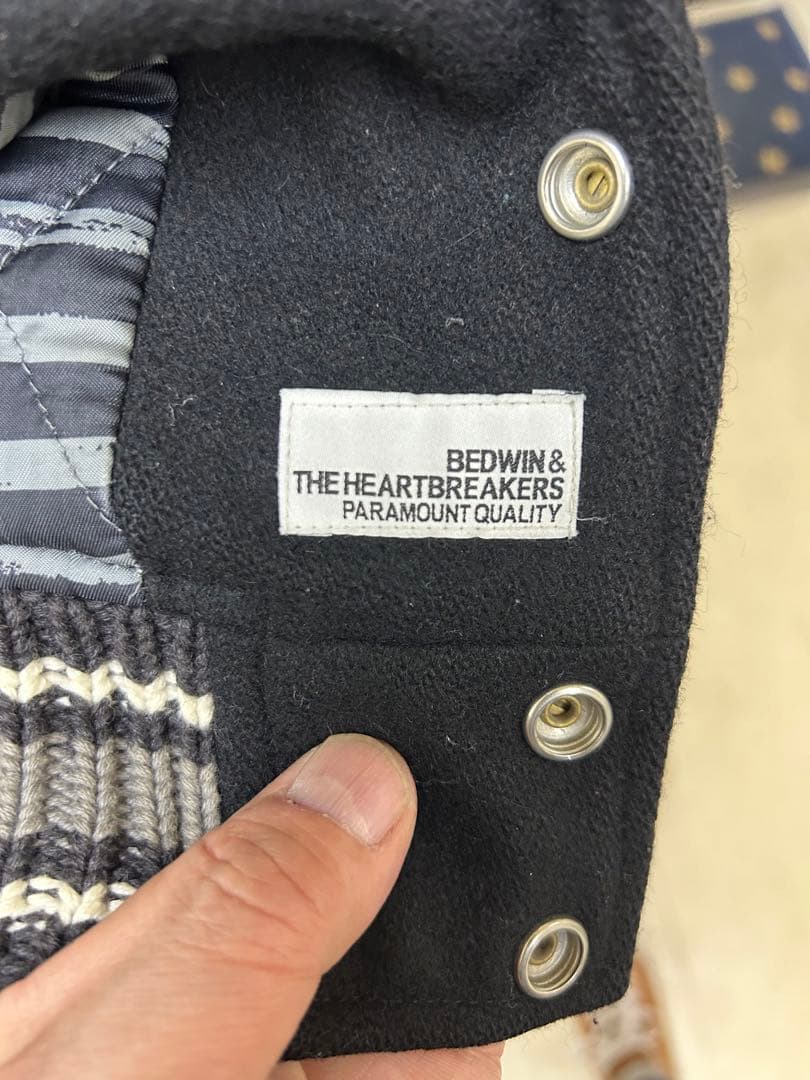 BEDWIN &
THE HEARTBREAKERS
PARAMOUNT QUALITY